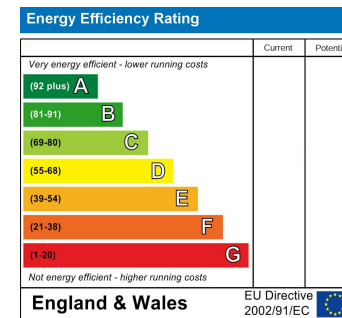 Energy Efficiency Rating
Current Potenti
Very energy efficient - lower running costs
(92 plus) A
(81-91) B
(69-80) C
(55-68) D
(39-54) E
(21-38) F
(1-20) G
Not energy efficient - higher running costs
England & Wales
EU Directive
2002/91/EC